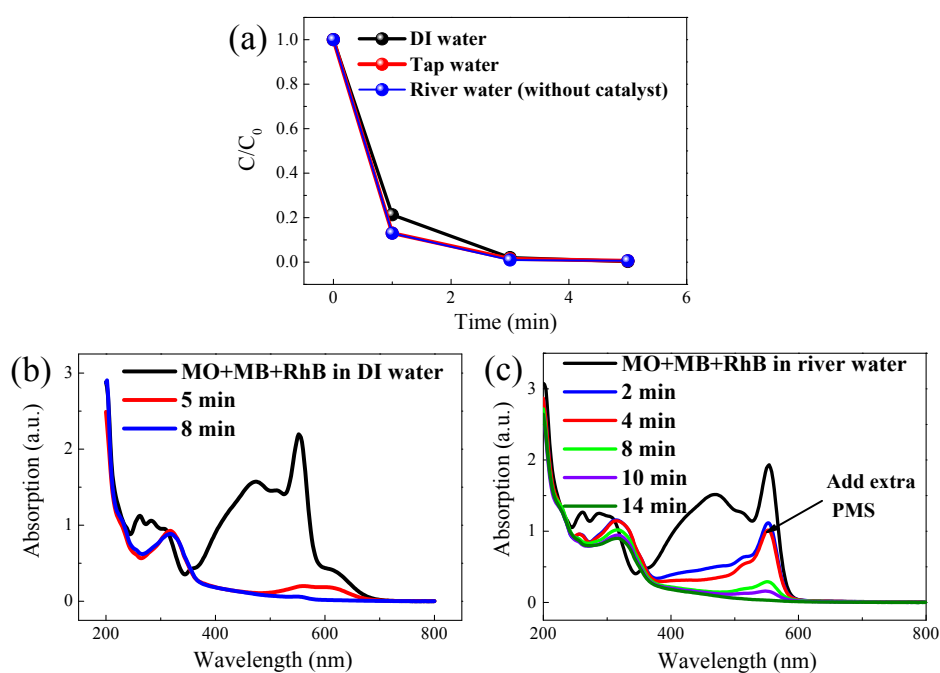 (a)
DI water
Tap water
River water (without catalyst)
C/C0
1.0
0.8
0.6
0.4
0.2
0.0
0 2 4 6
Time (min)
(b)
MO+MB+RhB in DI water
5 min
8 min
Absorption (a.u.)
3
2
1
0
200 400 600 800
Wavelength (nm)
(c)
MO+MB+RhB in river water
2 min
4 min
8 min
10 min
14 min
Add extra
PMS
Absorption (a.u.)
3
2
1
0
200 400 600 800
Wavelength (nm)